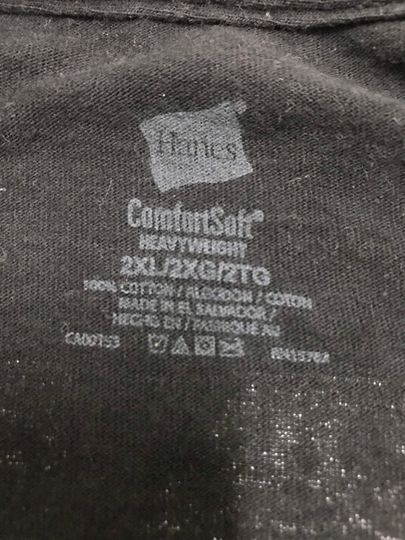 Hanes
ComfortSoft®
HEAVYWEIGHT
2XL/2XG/2TG
100% COTTON / ALGODON / COTON
MADE IN EL SALVADOR /
HECHO EN / FABRIQUE AU